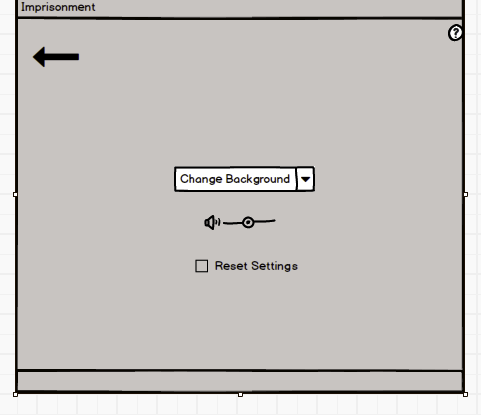 Imprisonment
?
Change Background
Reset Settings